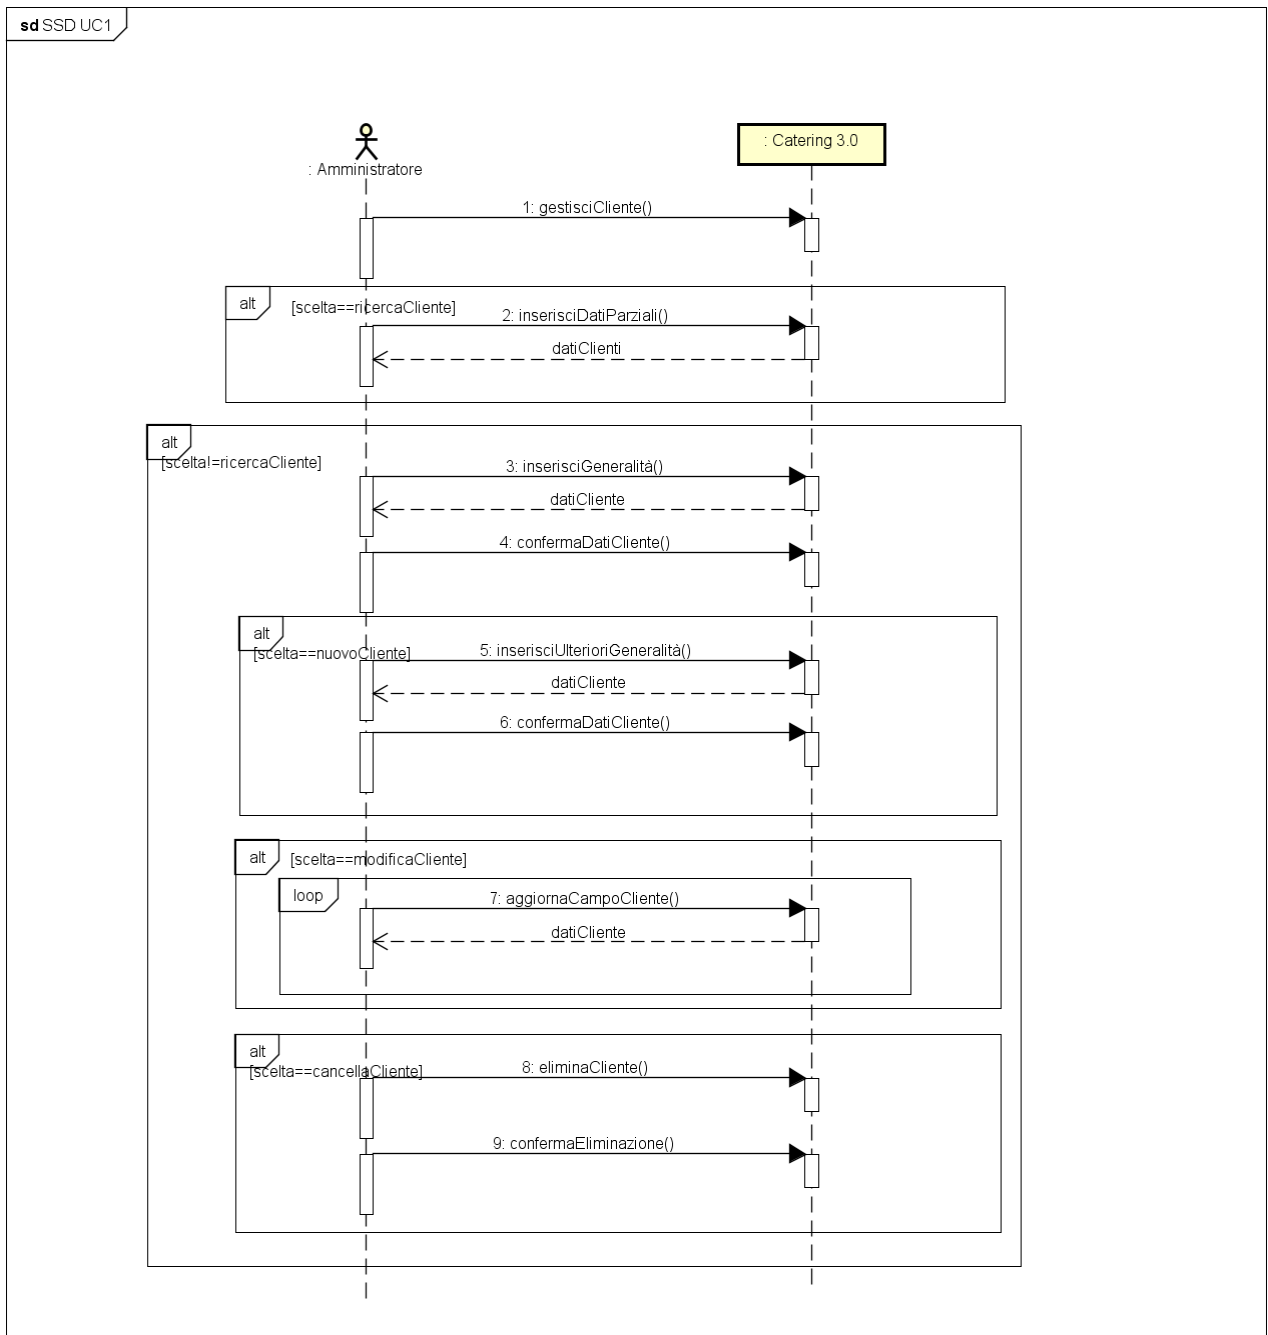 sd SSD UC1
: Amministratore
: Catering 3.0
1: gestisciCliente()
alt
[scelta==ricercaCliente]
2: inserisciDatiParziali()
datiClienti
alt
[scelta!=ricercaCliente]
3: inserisciGeneralità()
datiCliente
4: confermaDatiCliente()
alt
[scelta==nuovoCliente]
5: inserisciUlterioriGeneralità()
datiCliente
6: confermaDatiCliente()
alt
[scelta==modificaCliente]
loop
7: aggiornaCampoCliente()
datiCliente
alt
[scelta==cancellaCliente]
8: eliminaCliente()
9: confermaEliminazione()